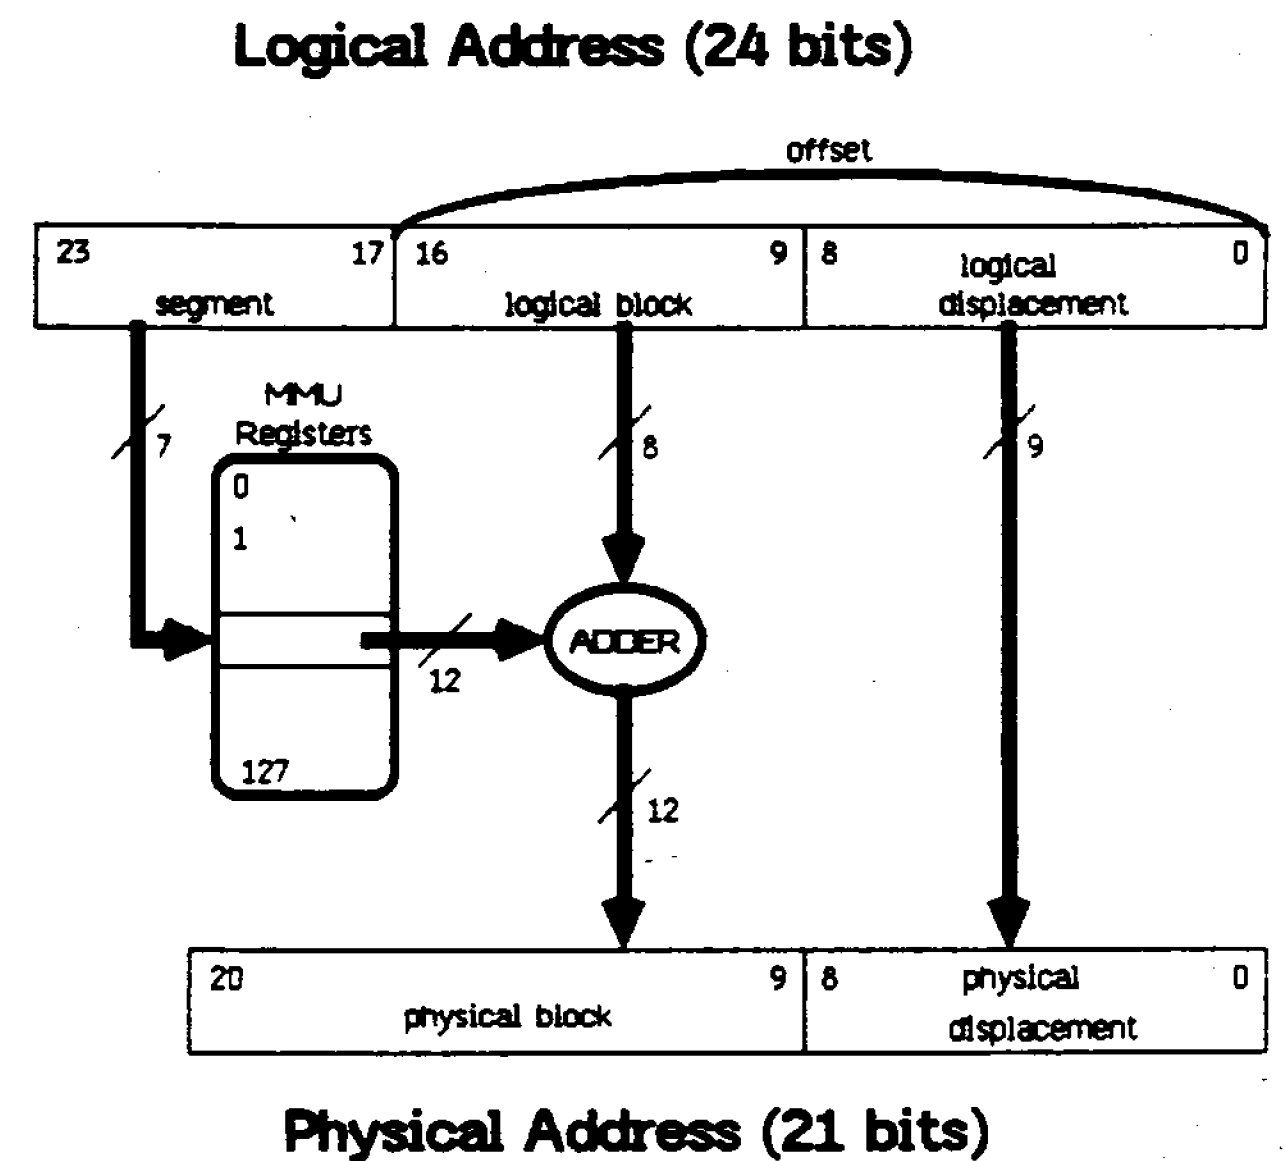 Logical Address (24 bits)
offset
23 17 16 9 8 0
logical
segment logical block displacement
MMU
Registers
7 8 9
0
1
ADDER
12
127
12
20 9 8 physical 0
physical block displacement
Physical Address (21 bits)